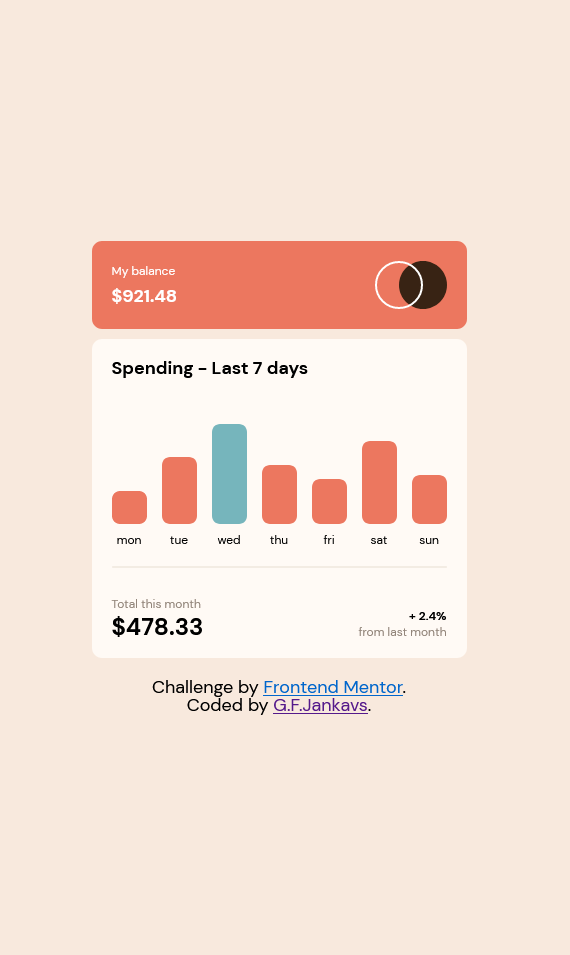 My balance
$921.48
Spending - Last 7 days
mon tue wed thu fri sat sun
Total this month
$478.33
+ 2.4%
from last month
Challenge by Frontend Mentor.
Coded by G.F.Jankavs.